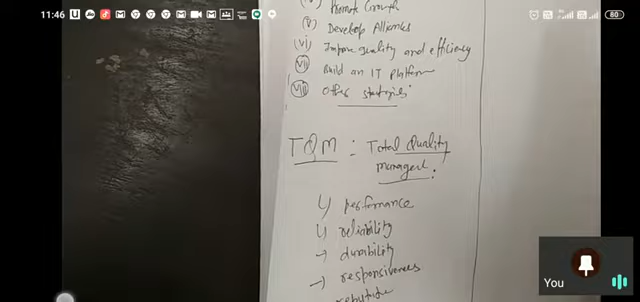 11:46
80
(v) Develop Alliances
(vi) Improve quality and efficiency
(vii) Build an IT platform
(viii) Other strategies
TQM : Total Quality
managemt.
performance
reliability
→ durability
→ responsiveness
You